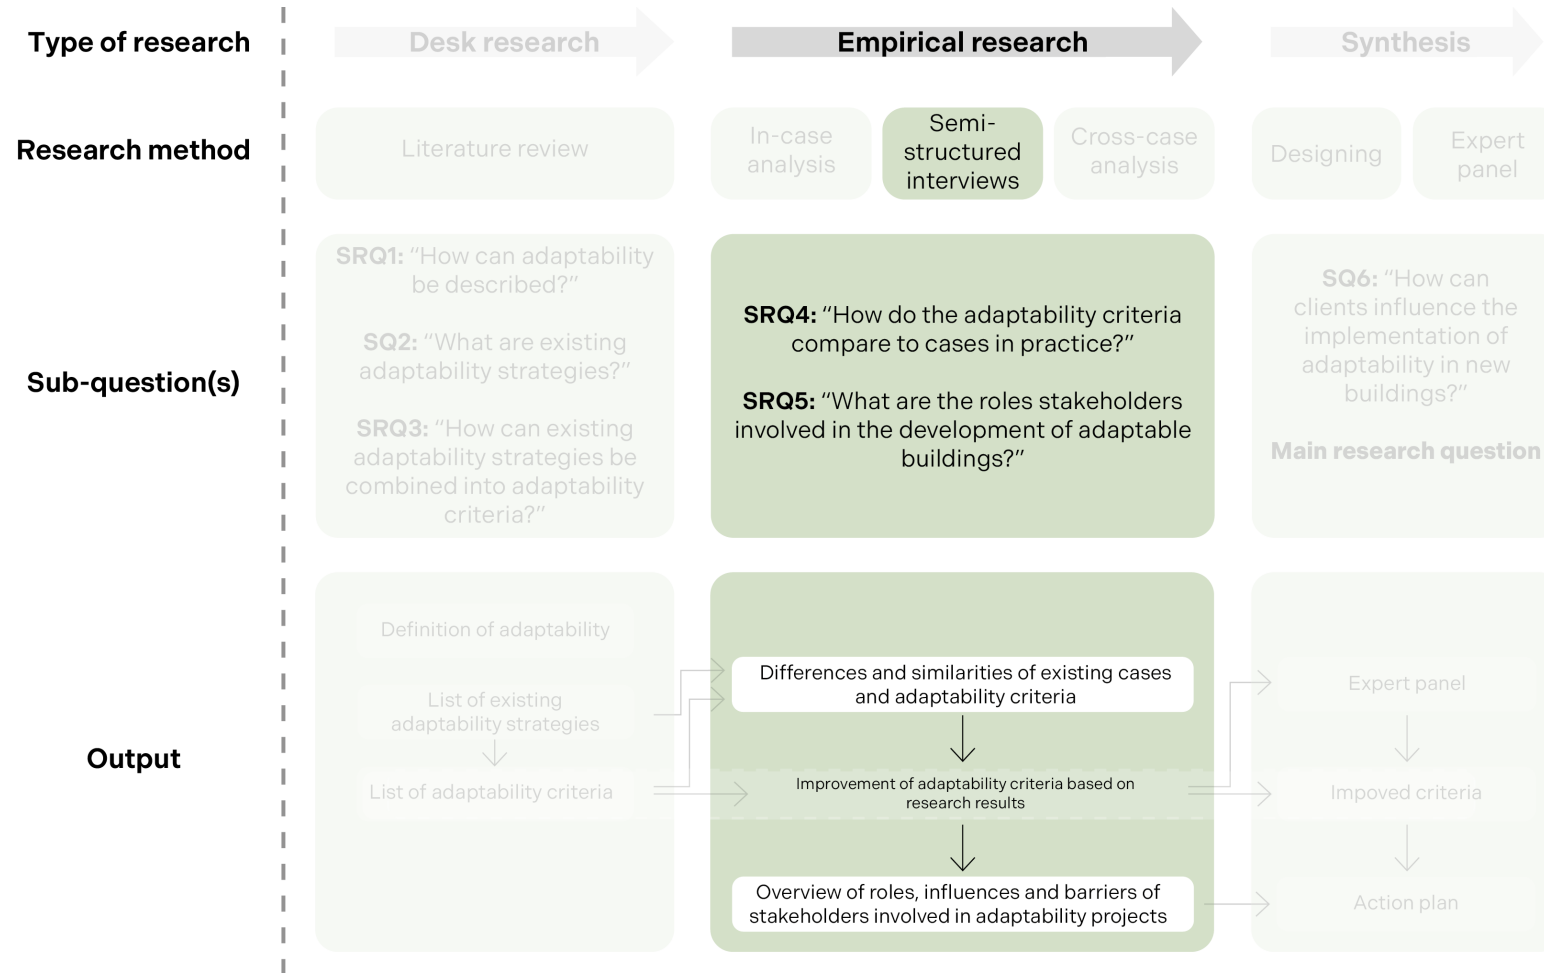 Type of research
Desk research
Empirical research
Synthesis
Research method
Literature review
In-case
analysis
Semi-
structured
interviews
Cross-case
analysis
Designing
Expert
panel
Sub-question(s)
SRQ1: “How can adaptability
be described?”
SQ2: “What are existing
adaptability strategies?”
SRQ3: “How can existing
adaptability strategies be
combined into adaptability
criteria?”
SRQ4: “How do the adaptability criteria
compare to cases in practice?”
SRQ5: “What are the roles stakeholders
involved in the development of adaptable
buildings?”
SQ6: “How can
clients influence the
implementation of
adaptability in new
buildings?”
Main research question
Output
Definition of adaptability
List of existing
adaptability strategies
List of adaptability criteria
Differences and similarities of existing cases
and adaptability criteria
Improvement of adaptability criteria based on
research results
Overview of roles, influences and barriers of
stakeholders involved in adaptability projects
Expert panel
Impoved criteria
Action plan